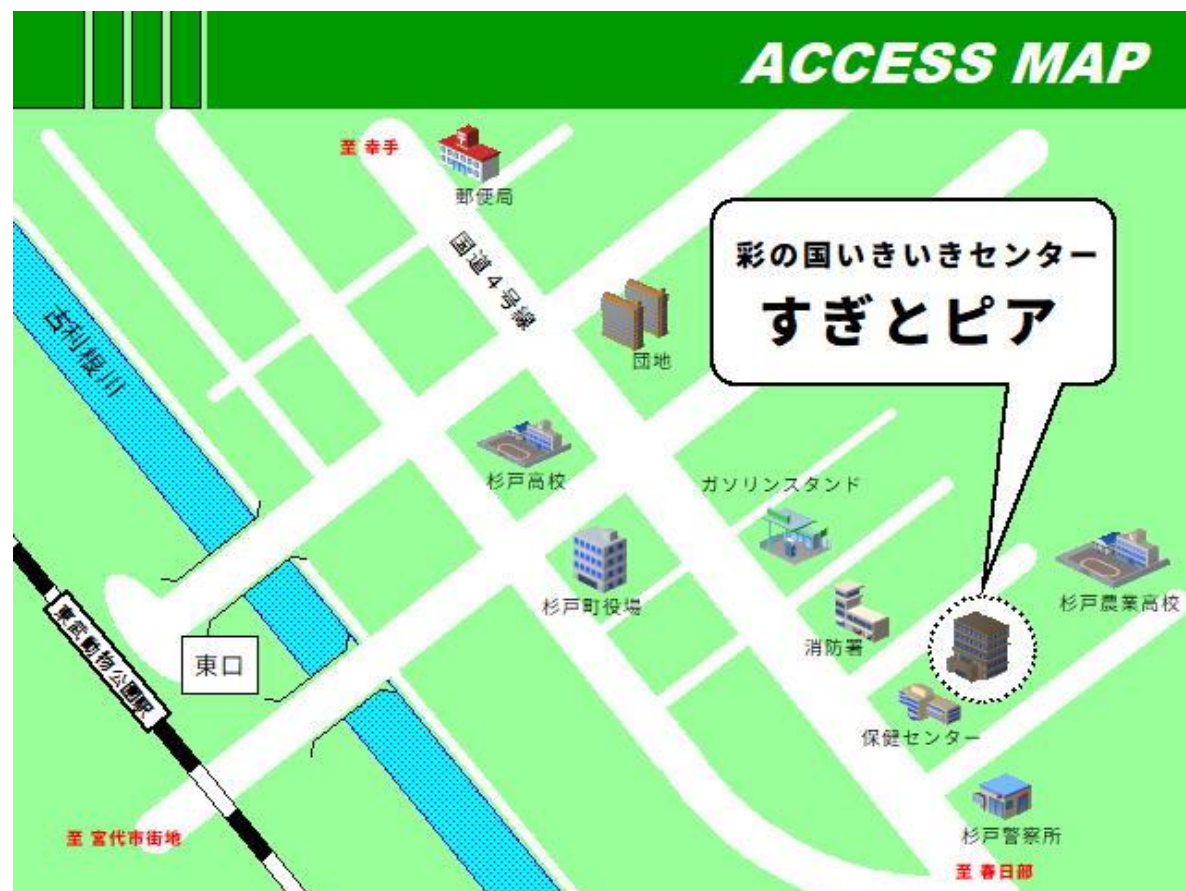 ACCESS MAP
至 幸手
郵便局
国道4号線
彩の国いきいきセンター
すぎとピア
古利根川
団地
杉戸高校
ガソリンスタンド
杉戸町役場
杉戸農業高校
消防署
東武動物公園駅
東口
保健センター
杉戸警察所
至 宮代市街地
至 春日部